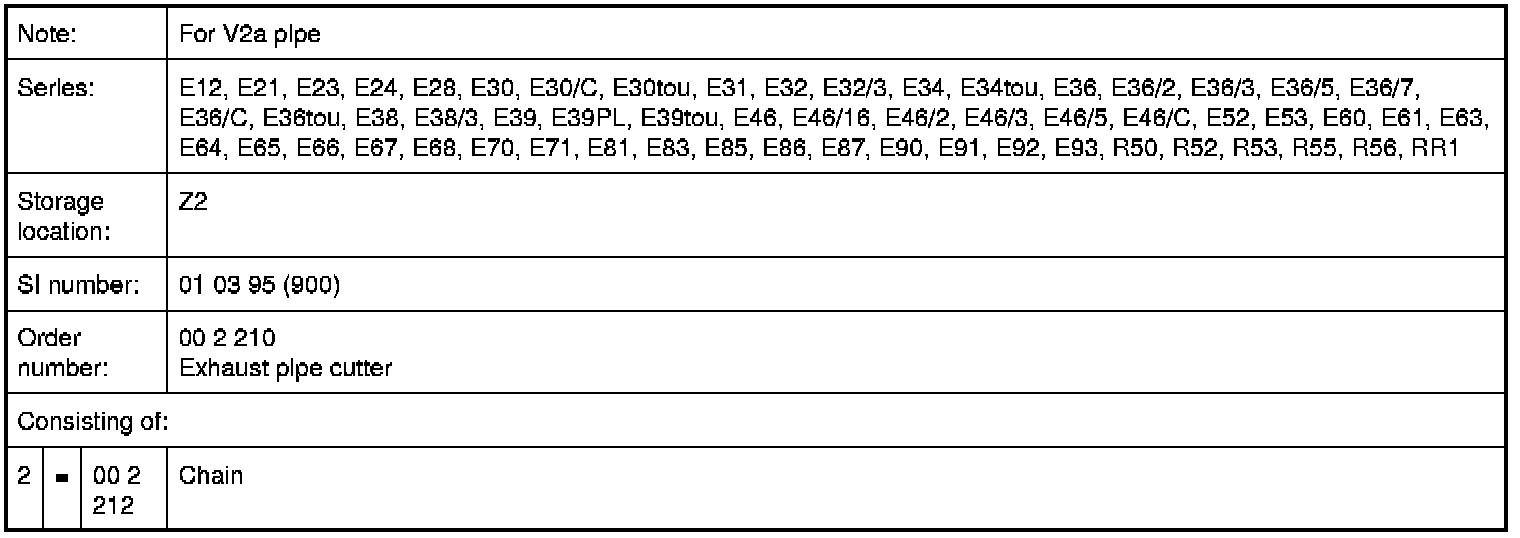 Note: For V2a pipe
Series: E12, E21, E23, E24, E28, E30, E30/C, E30tou, E31, E32, E32/3, E34, E34tou, E36, E36/2, E36/3, E36/5, E36/7,
E36/C, E36tou, E38, E38/3, E39, E39PL, E39tou, E46, E46/16, E46/2, E46/3, E46/5, E46/C, E52, E53, E60, E61, E63,
E64, E65, E66, E67, E68, E70, E71, E81, E83, E85, E86, E87, E90, E91, E92, E93, R50, R52, R53, R55, R56, RR1
Storage Z2
location:
SI number: 01 03 95 (900)
Order 00 2 210
number: Exhaust pipe cutter
Consisting of:
2 = 00 2 Chain
212